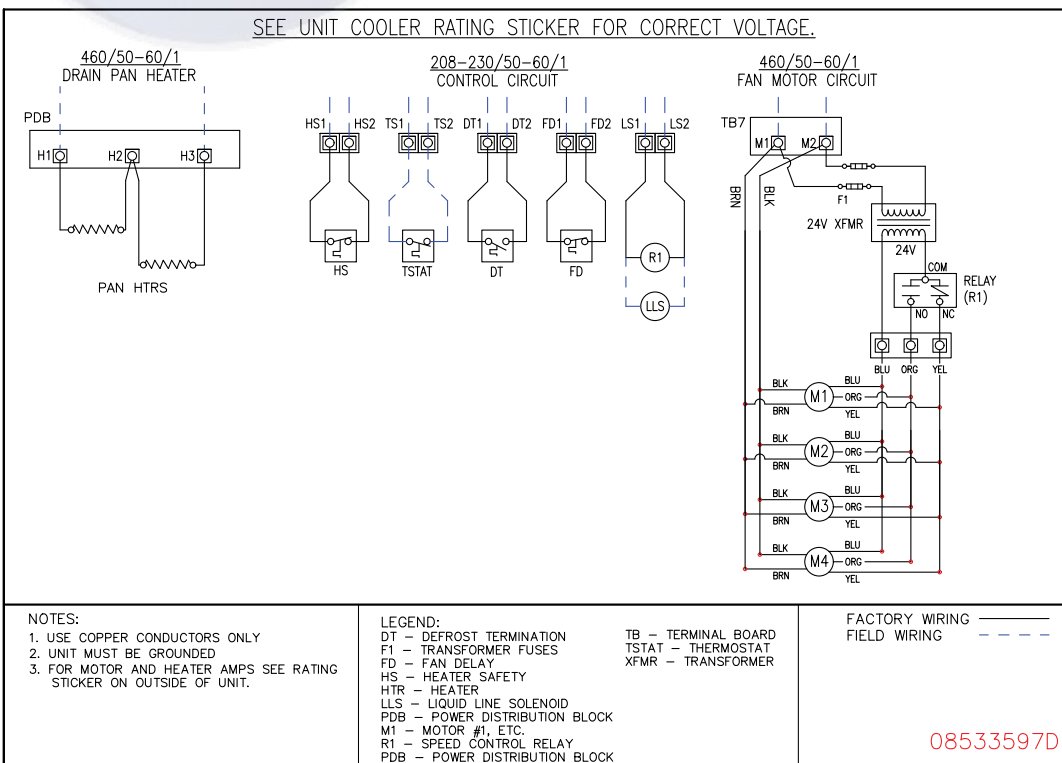 SEE UNIT COOLER RATING STICKER FOR CORRECT VOLTAGE.
460/50-60/1
DRAIN PAN HEATER
208-230/50-60/1
CONTROL CIRCUIT
460/50-60/1
FAN MOTOR CIRCUIT
PDB
H1 H2 H3
PAN HTRS
HS1 HS2 TS1 TS2 DT1 DT2 FD1 FD2 LS1 LS2
HS TSTAT DT FD
R1
LLS
TB7
M1 M2
BRN BLK
F1
24V XFMR
24V
COM
RELAY
(R1)
NO NC
BLU ORG YEL
BLK BLU
M1 ORG
BRN YEL
BLK BLU
M2 ORG
BRN YEL
BLK BLU
M3 ORG
BRN YEL
BLK BLU
M4 ORG
BRN YEL
NOTES:
1. USE COPPER CONDUCTORS ONLY
2. UNIT MUST BE GROUNDED
3. FOR MOTOR AND HEATER AMPS SEE RATING
STICKER ON OUTSIDE OF UNIT.
LEGEND:
DT - DEFROST TERMINATION
F1 - TRANSFORMER FUSES
FD - FAN DELAY
HS - HEATER SAFETY
HTR - HEATER
LLS - LIQUID LINE SOLENOID
PDB - POWER DISTRIBUTION BLOCK
M1 - MOTOR #1, ETC.
R1 - SPEED CONTROL RELAY
PDB - POWER DISTRIBUTION BLOCK
TB - TERMINAL BOARD
TSTAT - THERMOSTAT
XFMR - TRANSFORMER
FACTORY WIRING
FIELD WIRING
08533597D